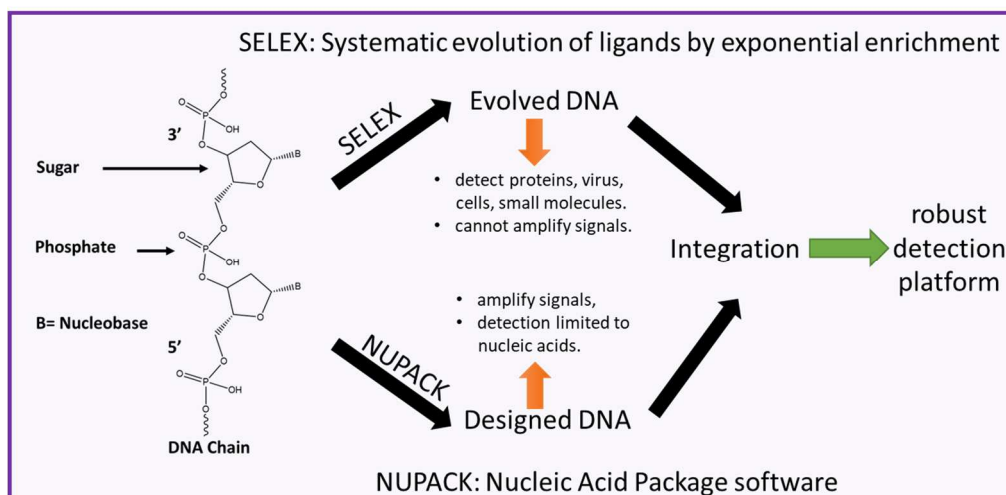 SELEX: Systematic evolution of ligands by exponential enrichment
O
O
P
OH
3’
O
B
Sugar
O
O
Phosphate
O
P
OH
O
B
B= Nucleobase
O
5’
O
O
P
OH
O
DNA Chain
SELEX
Evolved DNA
• detect proteins, virus,
cells, small molecules.
• cannot amplify signals.
NUPACK
• amplify signals,
• detection limited to
nucleic acids.
Designed DNA
Integration
robust
detection
platform
NUPACK: Nucleic Acid Package software